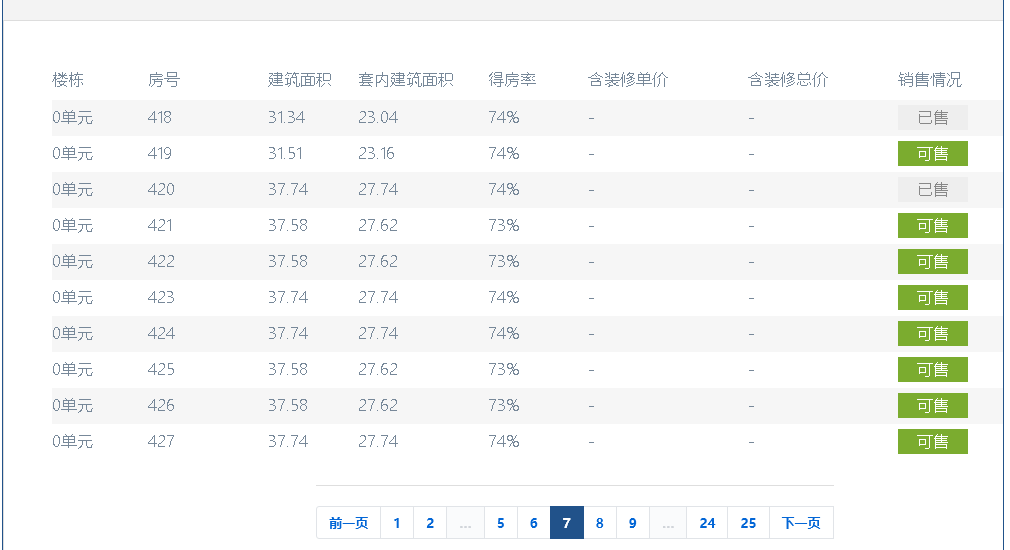 楼栋 房号 建筑面积 套内建筑面积 得房率 含装修单价 含装修总价 销售情况
0单元 418 31.34 23.04 74% - - 已售
0单元 419 31.51 23.16 74% - - 可售
0单元 420 37.74 27.74 74% - - 已售
0单元 421 37.58 27.62 73% - - 可售
0单元 422 37.58 27.62 73% - - 可售
0单元 423 37.74 27.74 74% - - 可售
0单元 424 37.74 27.74 74% - - 可售
0单元 425 37.58 27.62 73% - - 可售
0单元 426 37.58 27.62 73% - - 可售
0单元 427 37.74 27.74 74% - - 可售
前一页 1 2 ... 5 6 7 8 9 ... 24 25 下一页